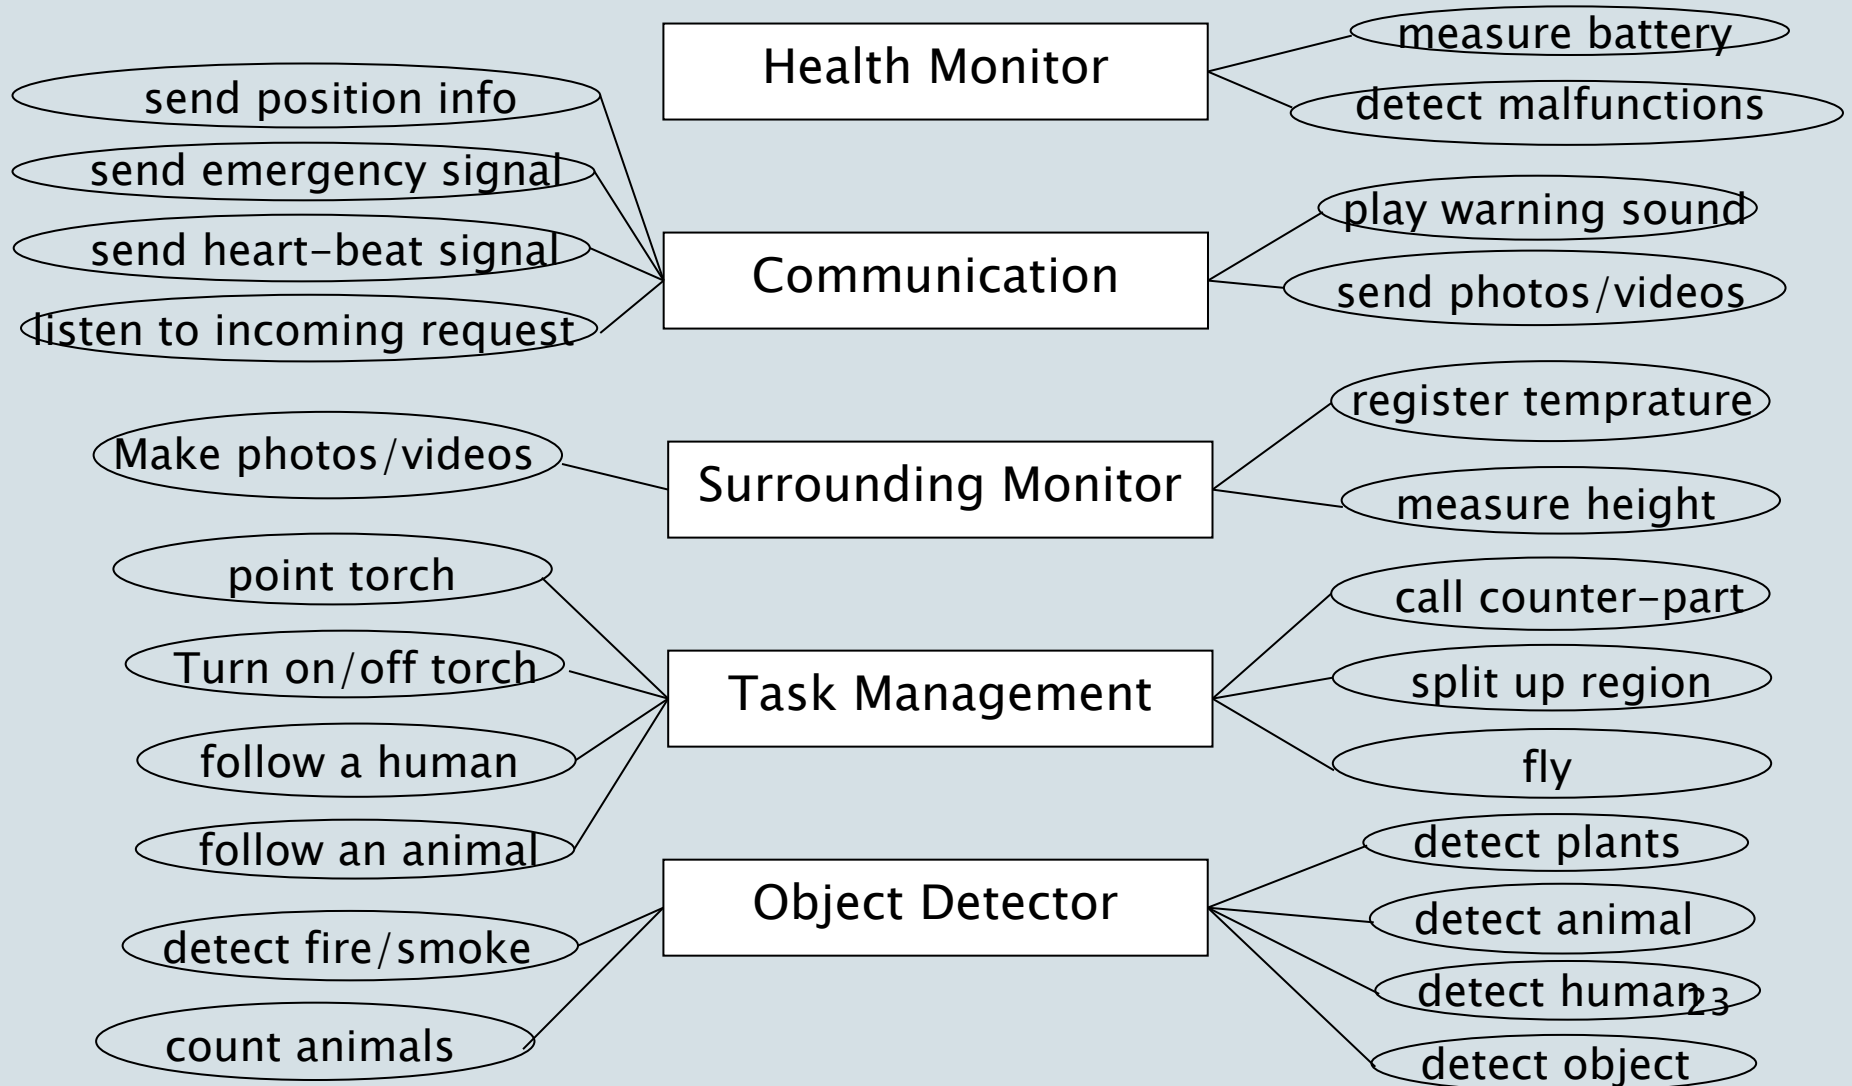 Health Monitor
measure battery
detect malfunctions
send position info
send emergency signal
send heart-beat signal
listen to incoming request
Communication
play warning sound
send photos/videos
Make photos/videos
Surrounding Monitor
register temprature
measure height
point torch
Turn on/off torch
follow a human
follow an animal
Task Management
call counter-part
split up region
fly
detect fire/smoke
count animals
Object Detector
detect plants
detect animal
detect human
detect object
23